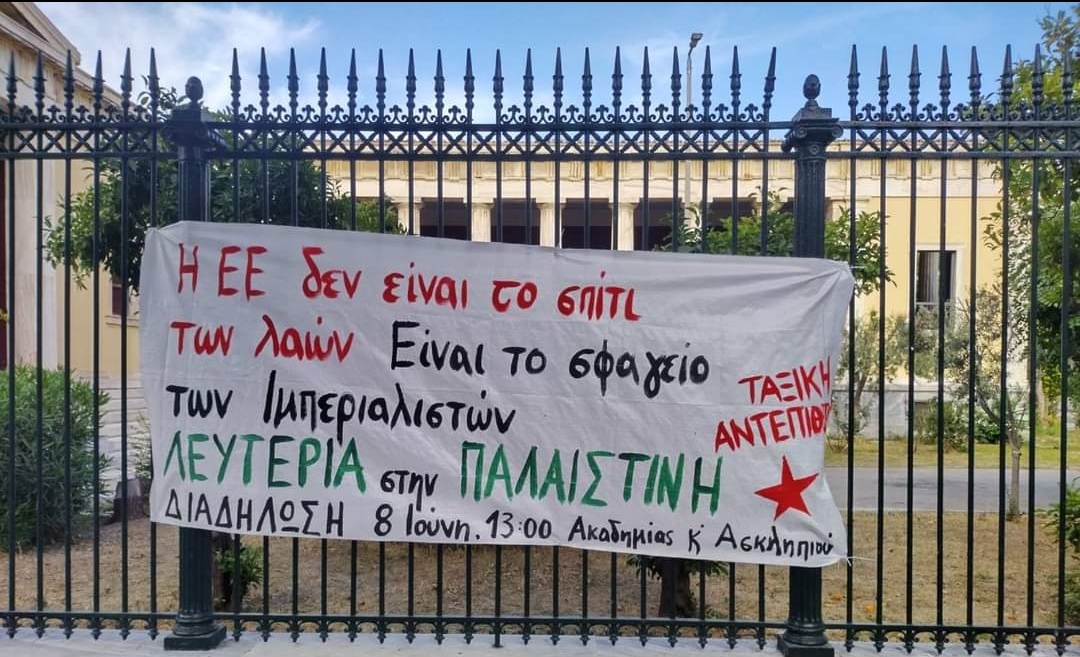 Η ΕΕ δεν είναι το σπίτι
των λαών Είναι το σφαγείο
των Ιμπεριαλιστών
ΛΕΥΤΕΡΙΑ στην ΠΑΛΑΙΣΤΙΝΗ
ΔΙΑΔΗΛΩΣΗ 8 Ιούνη. 13:00 Ακαδημίας κ' Ασκληπιού
ΤΑΞΙΚΗ